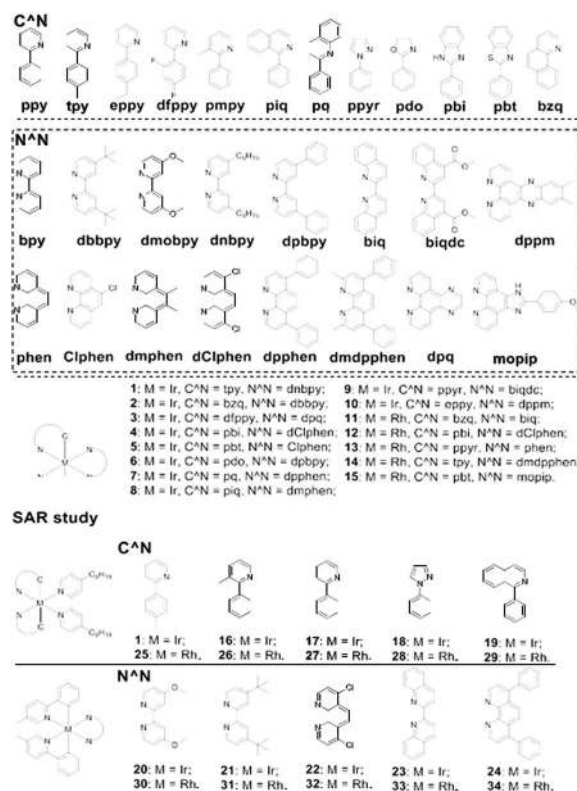 C^N
ppy tpy eppy dfppy pmpy piq pq ppyr pdo pbi pbt bzq
N^N
bpy dbbpy dmobpy dnbpy dpbpy biq biqdc dppm
phen Clphen dmphen dClphen dpphen dmdpphen dpq mopip
1: M = Ir, C^N = tpy, N^N = dnbpy;
2: M = Ir, C^N = bzq, N^N = dbbpy;
3: M = Ir, C^N = dfppy, N^N = dpq;
4: M = Ir, C^N = pbi, N^N = dClphen;
5: M = Ir, C^N = pbt, N^N = Clphen;
6: M = Ir, C^N = pdo, N^N = dpbpy;
7: M = Ir, C^N = pq, N^N = dpphen;
8: M = Ir, C^N = piq, N^N = dmphen;
9: M = Ir, C^N = ppyr, N^N = biqdc;
10: M = Ir, C^N = eppy, N^N = dppm;
11: M = Rh, C^N = bzq, N^N = biq;
12: M = Rh, C^N = pbi, N^N = dClphen;
13: M = Rh, C^N = ppyr, N^N = phen;
14: M = Rh, C^N = tpy, N^N = dmdpphen;
15: M = Rh, C^N = pbt, N^N = mopip.
SAR study
C^N
1: M = Ir; 16: M = Ir; 17: M = Ir; 18: M = Ir; 19: M = Ir;
25: M = Rh. 26: M = Rh. 27: M = Rh. 28: M = Rh. 29: M = Rh.
N^N
20: M = Ir; 21: M = Ir; 22: M = Ir; 23: M = Ir; 24: M = Ir;
30: M = Rh. 31: M = Rh. 32: M = Rh. 33: M = Rh. 34: M = Rh.